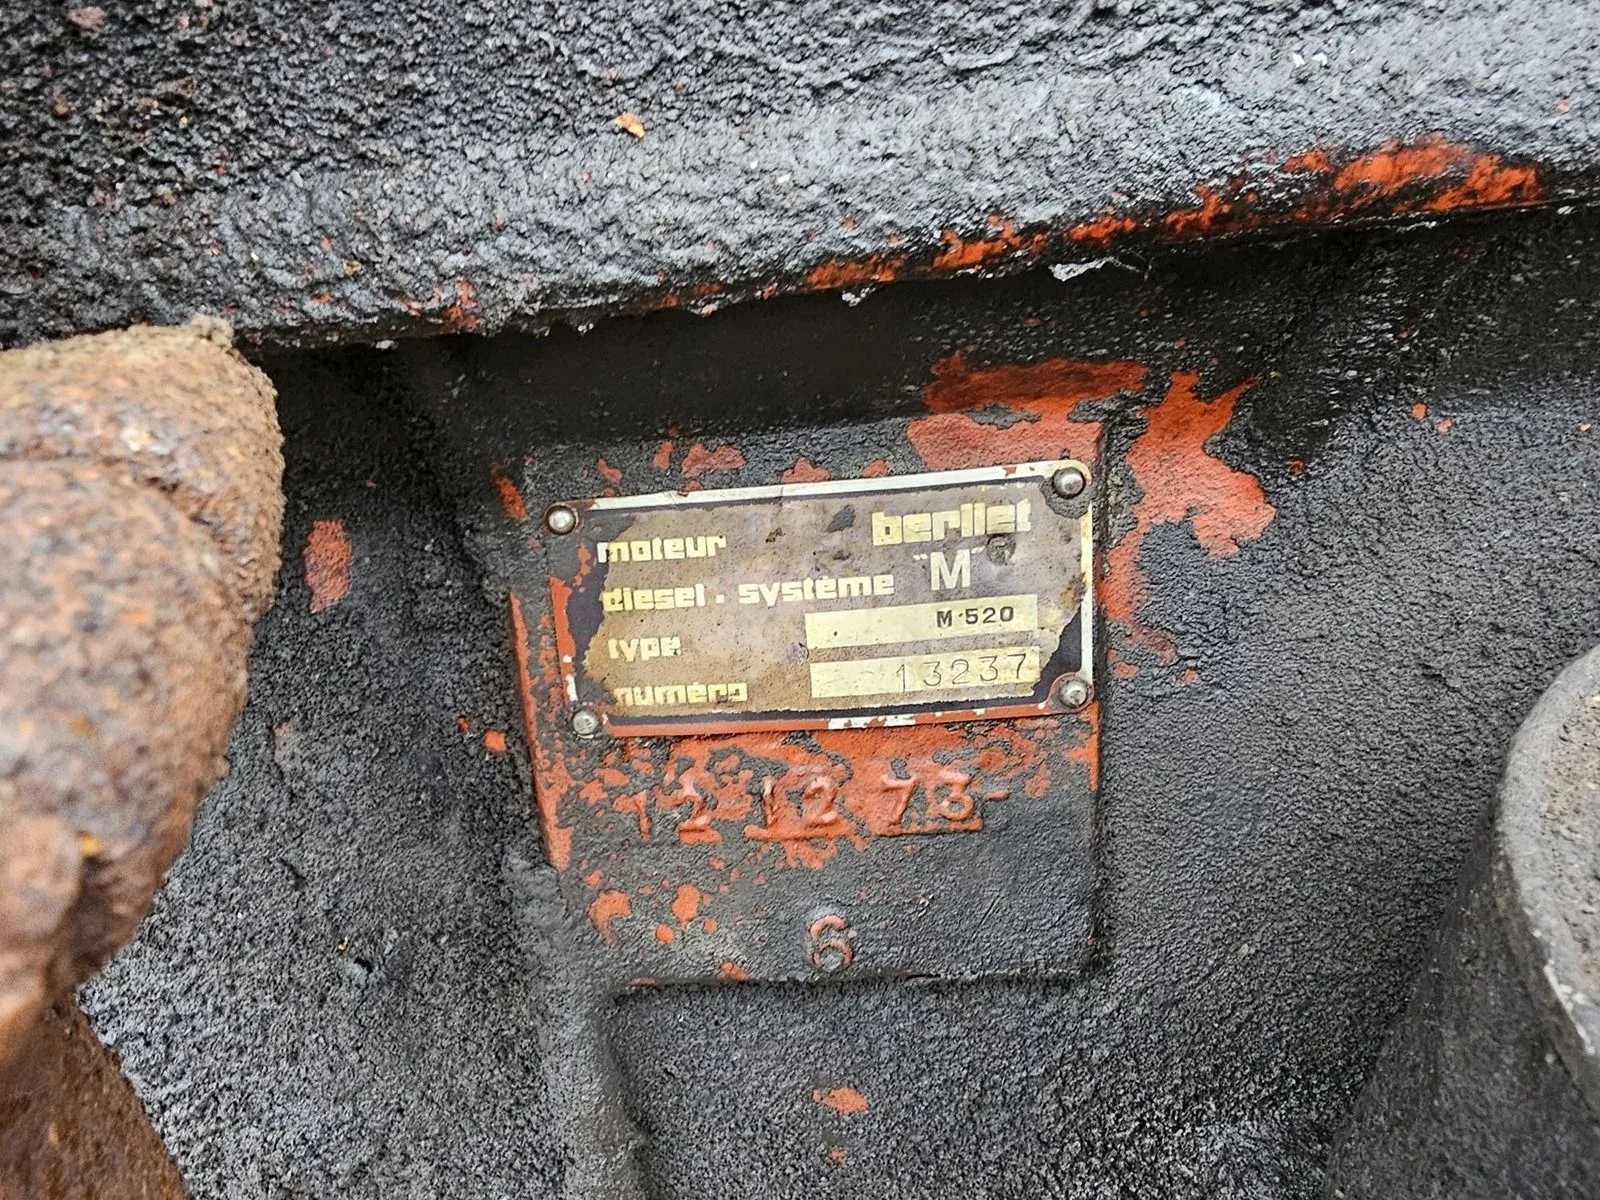 moteur berliet
diesel . système "M"
type M·520
numéro 13237
12 12 73
6